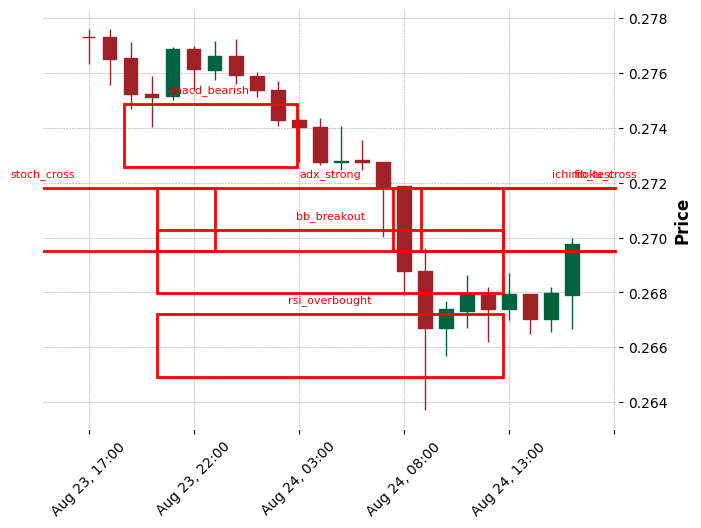 0.278
0.276
macd_bearish
0.274
stoch_cross
adx_strong
0.272
bb_breakout
0.270
Price
0.268
rsi_overbought
0.266
0.264
Aug 23, 17:00
Aug 23, 22:00
Aug 24, 03:00
Aug 24, 08:00
Aug 24, 13:00